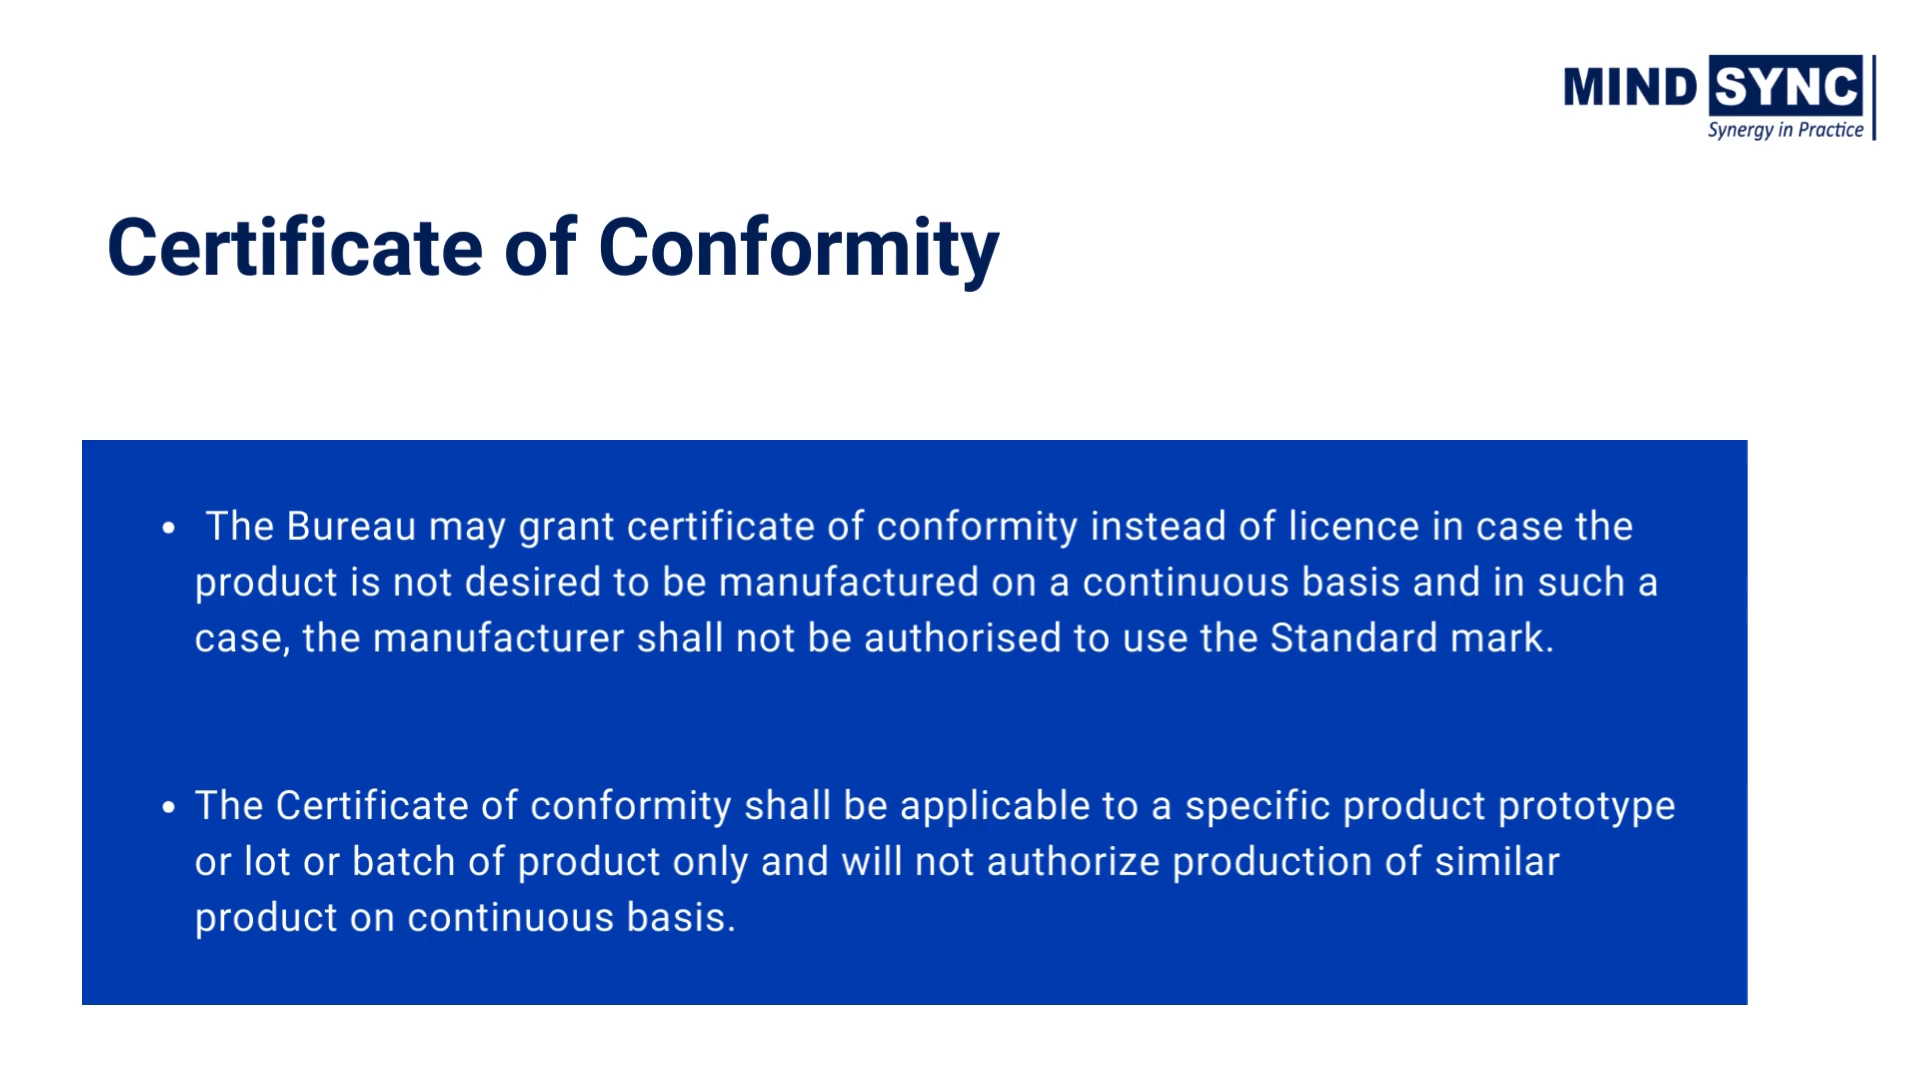 MIND SYNC
Synergy in Practice
Certificate of Conformity
• The Bureau may grant certificate of conformity instead of licence in case the
product is not desired to be manufactured on a continuous basis and in such a
case, the manufacturer shall not be authorised to use the Standard mark.
• The Certificate of conformity shall be applicable to a specific product prototype
or lot or batch of product only and will not authorize production of similar
product on continuous basis.